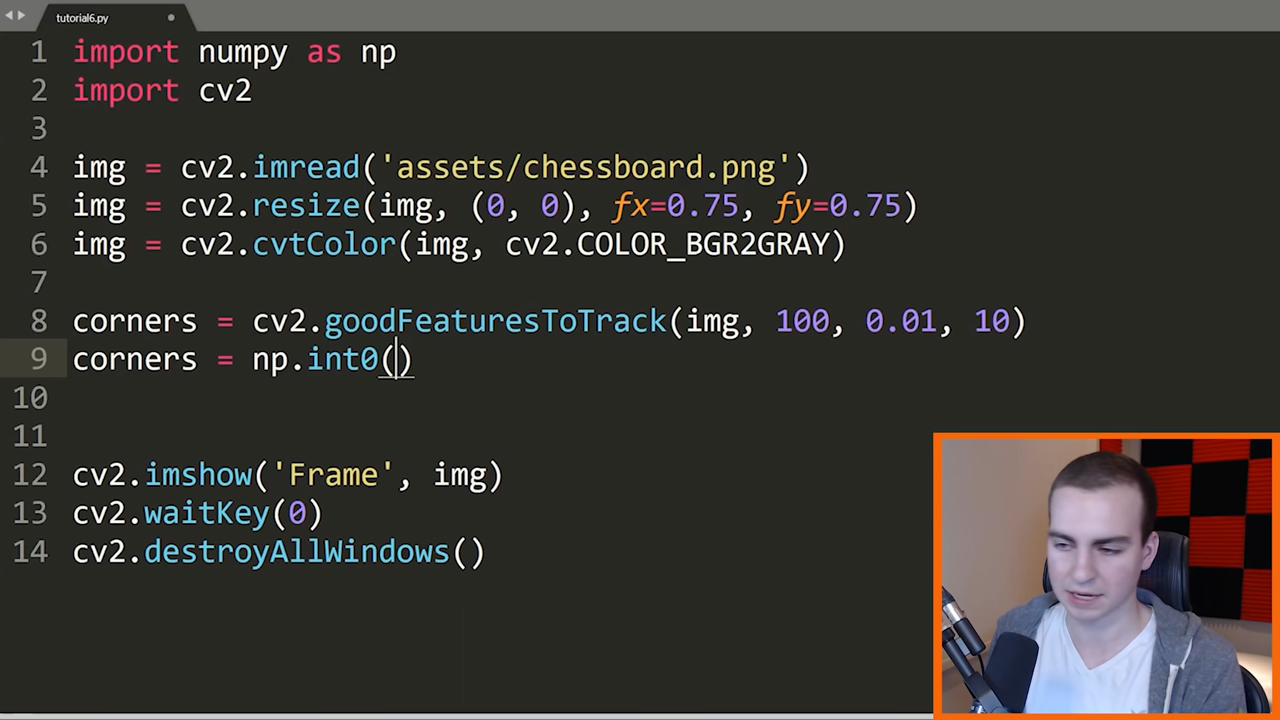 tutorial6.py
1 import numpy as np
2 import cv2
3
4 img = cv2.imread('assets/chessboard.png')
5 img = cv2.resize(img, (0, 0), fx=0.75, fy=0.75)
6 img = cv2.cvtColor(img, cv2.COLOR_BGR2GRAY)
7
8 corners = cv2.goodFeaturesToTrack(img, 100, 0.01, 10)
9 corners = np.int0()
10
11
12 cv2.imshow('Frame', img)
13 cv2.waitKey(0)
14 cv2.destroyAllWindows()